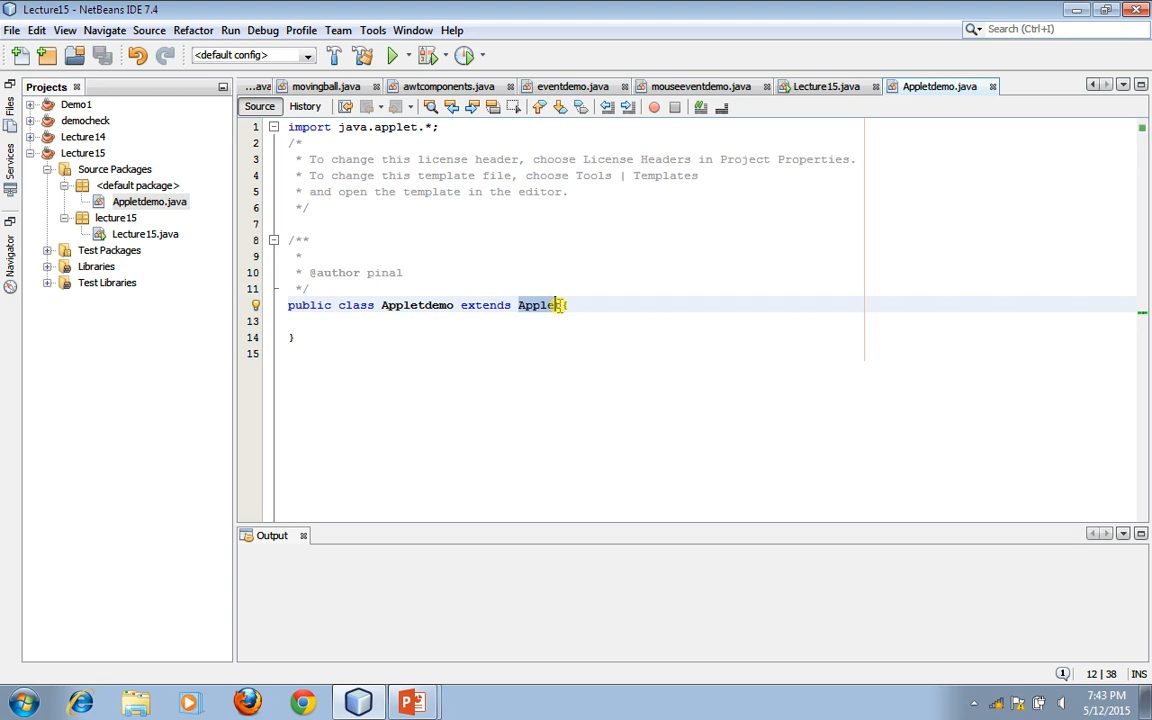 Lecture15 - NetBeans IDE 7.4
File Edit View Navigate Source Refactor Run Debug Profile Team Tools Window Help
Search (Ctrl+I)
<default config>
Projects
...ava movingball.java awtcomponents.java eventdemo.java mouseeventdemo.java Lecture15.java Appletdemo.java
Source History
Files
Services
Navigator
Demo1
democheck
Lecture14
Lecture15
Source Packages
<default package>
Appletdemo.java
lecture15
Lecture15.java
Test Packages
Libraries
Test Libraries
1 import java.applet.*;
2 /*
3 * To change this license header, choose License Headers in Project Properties.
4 * To change this template file, choose Tools | Templates
5 * and open the template in the editor.
6 */
7
8 /**
9 *
10 * @author pinal
11 */
public class Appletdemo extends Applet{
13
14 }
15
Output
1
12 | 38 INS
7:43 PM
5/12/2015